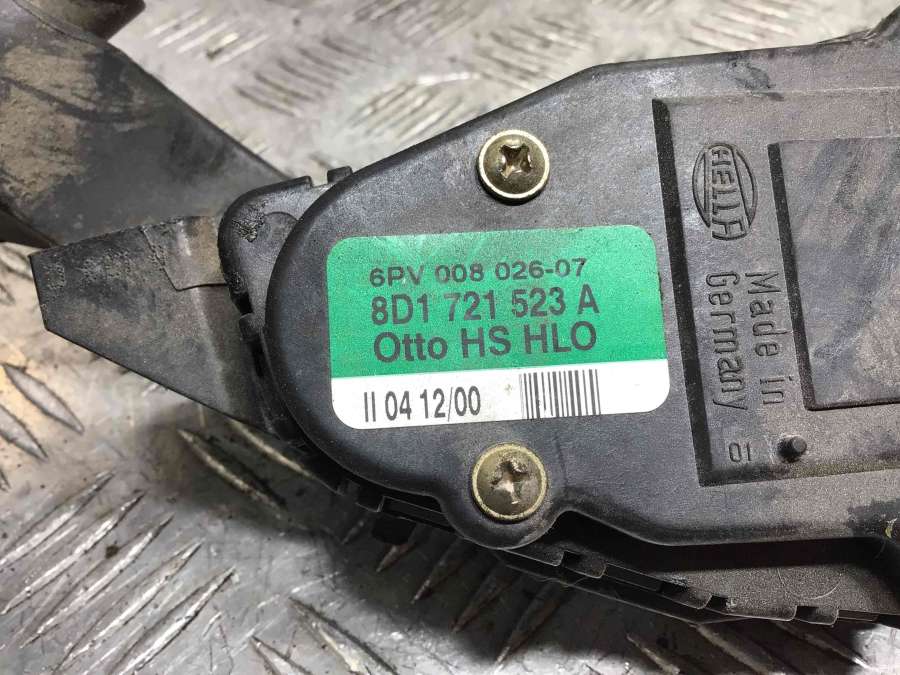 6PV 008 026-07
8D1 721 523 A
Otto HS HLO
II 04 12/00
HELLA
Made in
Germany
01